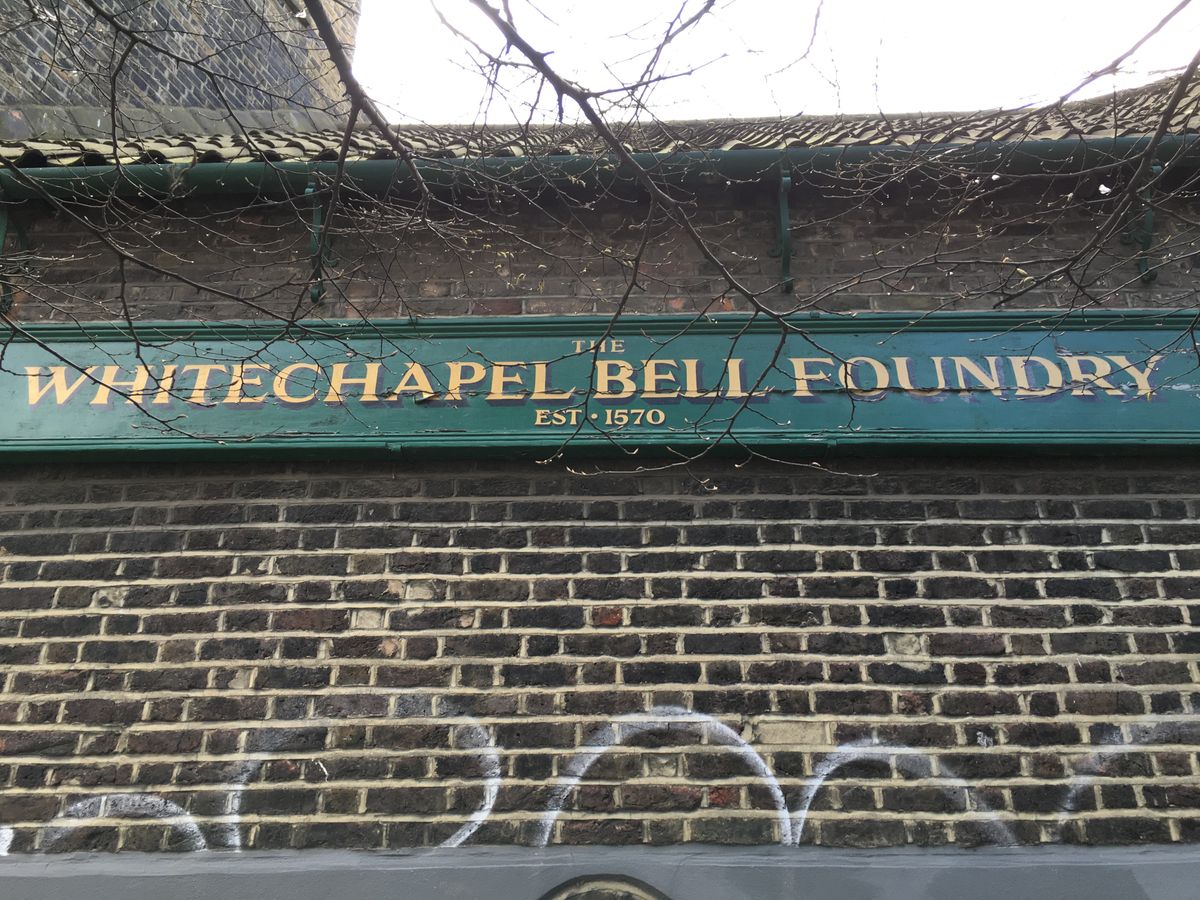 THE
WHITECHAPEL BELL FOUNDRY
EST · 1570